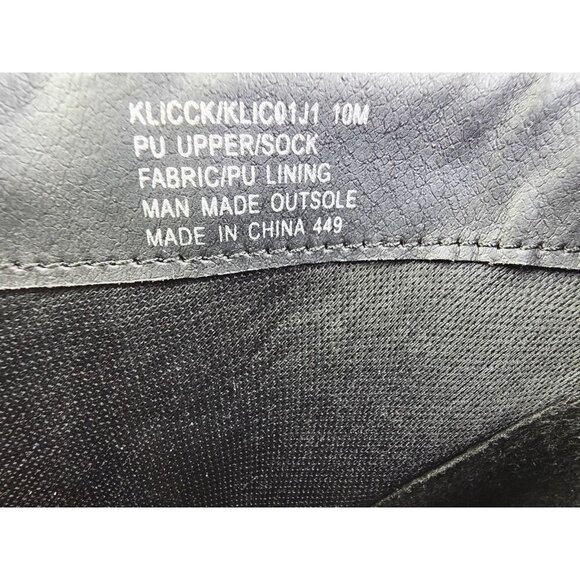 KLICCK/KLIC01J1 10M
PU UPPER/SOCK
FABRIC/PU LINING
MAN MADE OUTSOLE
MADE IN CHINA 449